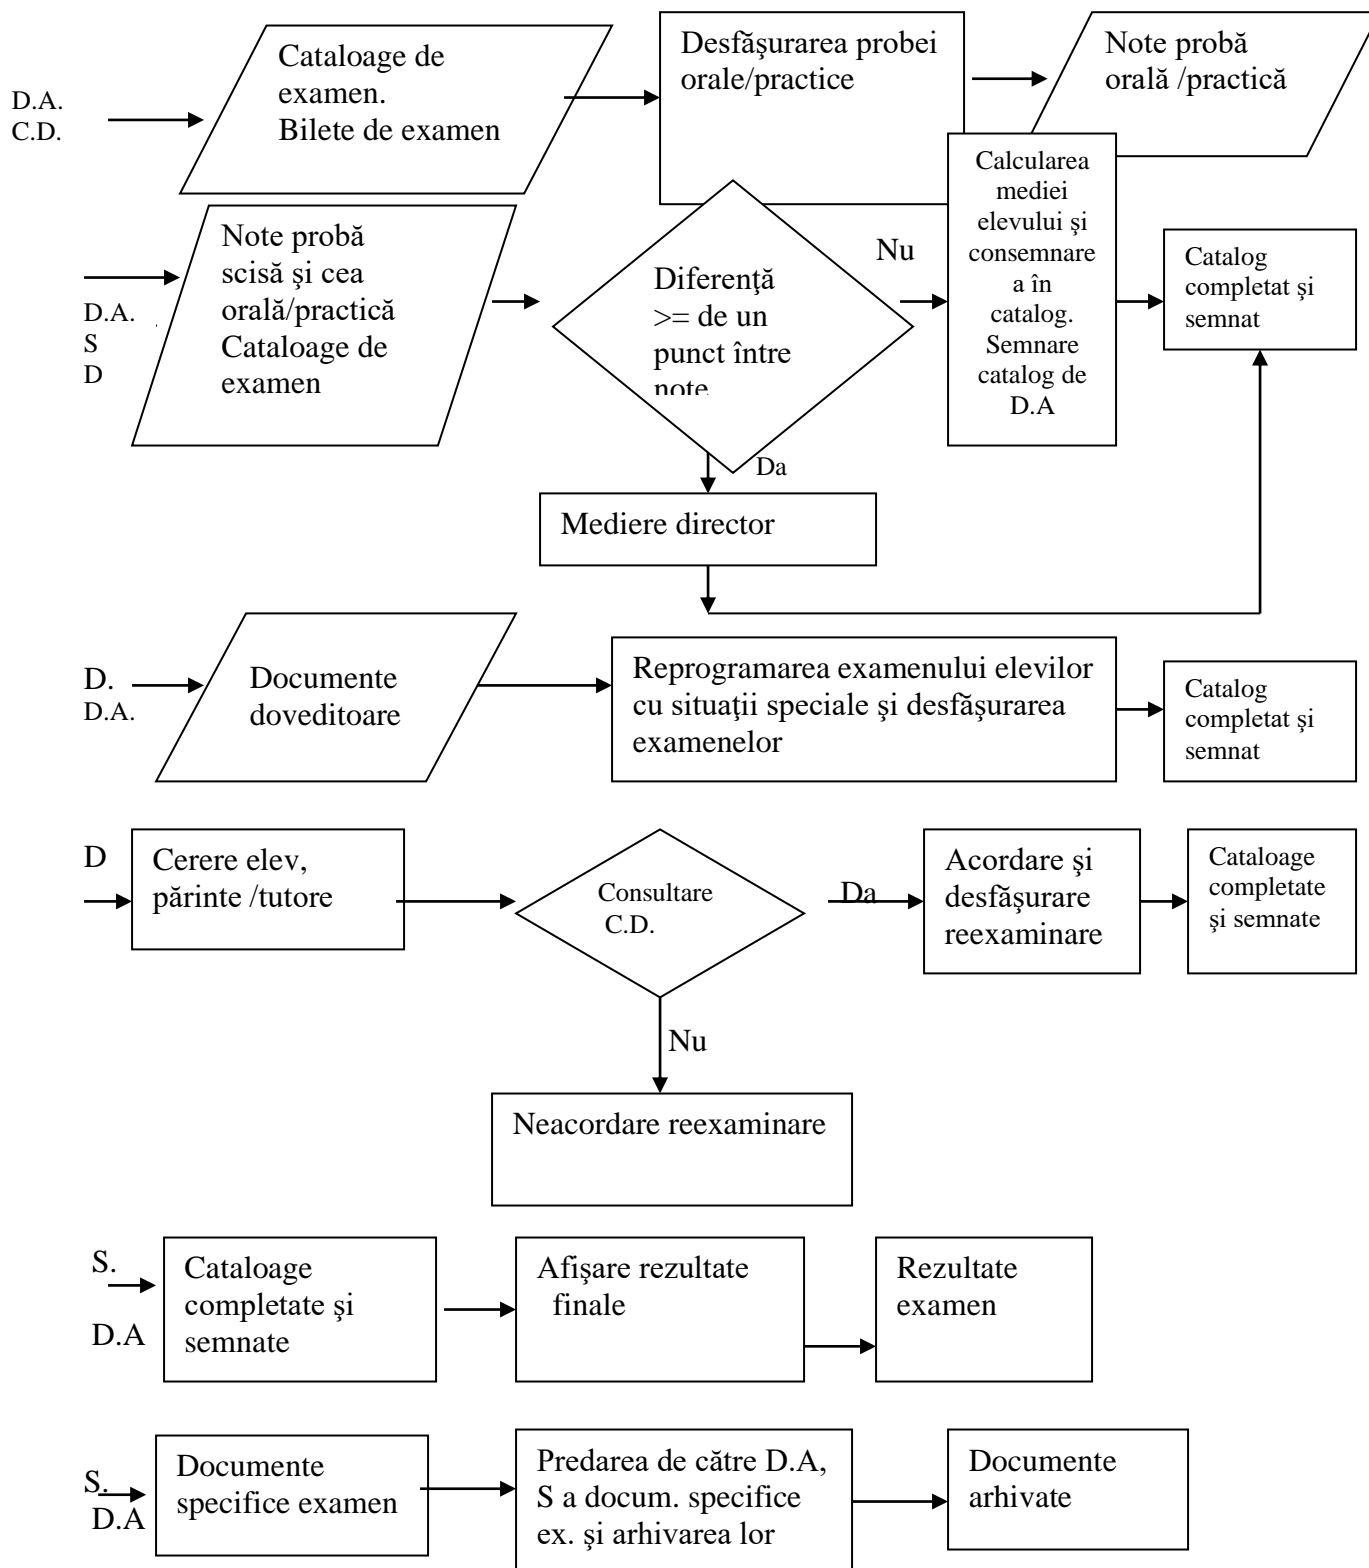 D.A.
C.D.
Cataloage de
examen.
Bilete de examen
Desfăşurarea probei
orale/practice
Note probă
orală /practică
D.A.
S
D
Note probă
scisă şi cea
orală/practică
Cataloage de
examen
Diferenţă
>= de un
punct între
note
Nu
Da
Calcularea
mediei
elevului şi
consemnare
a în
catalog.
Semnare
catalog de
D.A
Catalog
completat şi
semnat
Mediere director
D.
D.A.
Documente
doveditoare
Reprogramarea examenului elevilor
cu situaţii speciale şi desfăşurarea
examenelor
Catalog
completat şi
semnat
D
Cerere elev,
părinte /tutore
Consultare
C.D.
Da
Acordare şi
desfăşurare
reexaminare
Cataloage
completate
şi semnate
Nu
Neacordare reexaminare
S.
D.A
Cataloage
completate şi
semnate
Afişare rezultate
finale
Rezultate
examen
S.
D.A
Documente
specifice examen
Predarea de către D.A,
S a docum. specifice
ex. şi arhivarea lor
Documente
arhivate